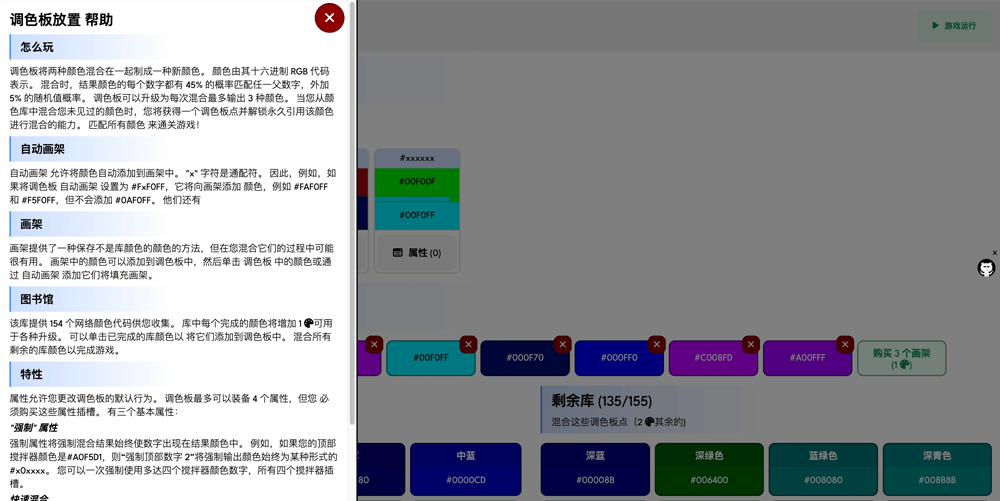 调色板放置 帮助
怎么玩
调色板将两种颜色混合在一起制成一种新颜色。 颜色由其十六进制 RGB 代码
表示。 混合时，结果颜色的每个数字都有 45% 的概率匹配任一父数字，外加
5% 的随机值概率。 调色板可以升级为每次混合最多输出 3 种颜色。 当您从颜
色库中混合您未见过的颜色时，您将获得一个调色板点并解锁永久引用该颜色
进行混合的能力。 匹配所有颜色 来通关游戏！
自动画架
自动画架 允许将颜色自动添加到画架中。 "x" 字符是通配符。 因此，例如，如
果将调色板 自动画架 设置为 #FxF0FF，它将向画架添加 颜色，例如 #FAF0FF
和 #F5F0FF，但不会添加 #0AF0FF。 他们还有
画架
画架提供了一种保存不是库颜色的颜色的方法，但在您混合它们的过程中可能
很有用。 画架中的颜色可以添加到调色板中，然后单击 调色板 中的颜色或通
过 自动画架 添加它们将填充画架。
图书馆
该库提供 154 个网络颜色代码供您收集。 库中每个完成的颜色将增加 1 可用
于各种升级。 可以单击已完成的库颜色以 将它们添加到调色板中。 混合所有
剩余的库颜色以完成游戏。
特性
属性允许您更改调色板的默认行为。 调色板最多可以装备 4 个属性，但您 必
须购买这些属性插槽。 有三个基本属性：
"强制" 属性
强制属性将强制混合结果始终使数字出现在结果颜色中。 例如，如果您的顶部
搅拌器颜色是#A0F5D1，则"强制顶部数字 2"将强制输出颜色始终为某种形式的
#x0xxxx。 您可以一次强制使用多达四个搅拌器颜色数字，所有四个搅拌器插
槽。
快速混合
游戏运行
#xxxxxx
#00F00F
#00F0FF
属性 (0)
x
#00F0FF
#000F70
#000FF0
#C008FD
#A00FFF
购买 3 个画架
(1 )
剩余库 (135/155)
混合这些调色板点（2 其余的)
中蓝
深蓝
深绿色
蓝绿色
深青色
80
#0000CD
#00008B
#006400
#008080
#008B8B